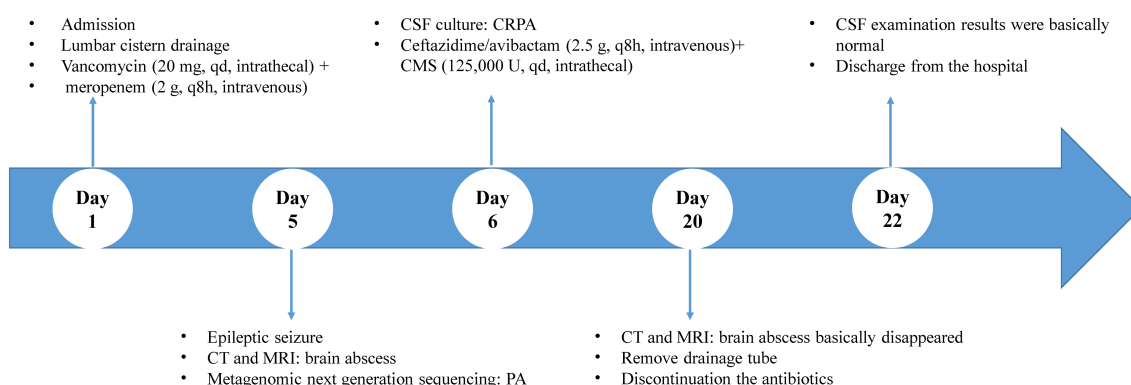 • Admission
• Lumbar cistern drainage
• Vancomycin (20 mg, qd, intrathecal) +
• meropenem (2 g, q8h, intravenous)
• CSF culture: CRPA
• Ceftazidime/avibactam (2.5 g, q8h, intravenous)+
CMS (125,000 U, qd, intrathecal)
• CSF examination results were basically
normal
• Discharge from the hospital
Day
1
Day
5
Day
6
Day
20
Day
22
• Epileptic seizure
• CT and MRI: brain abscess
• Metagenomic next generation sequencing: PA
• CT and MRI: brain abscess basically disappeared
• Remove drainage tube
• Discontinuation the antibiotics